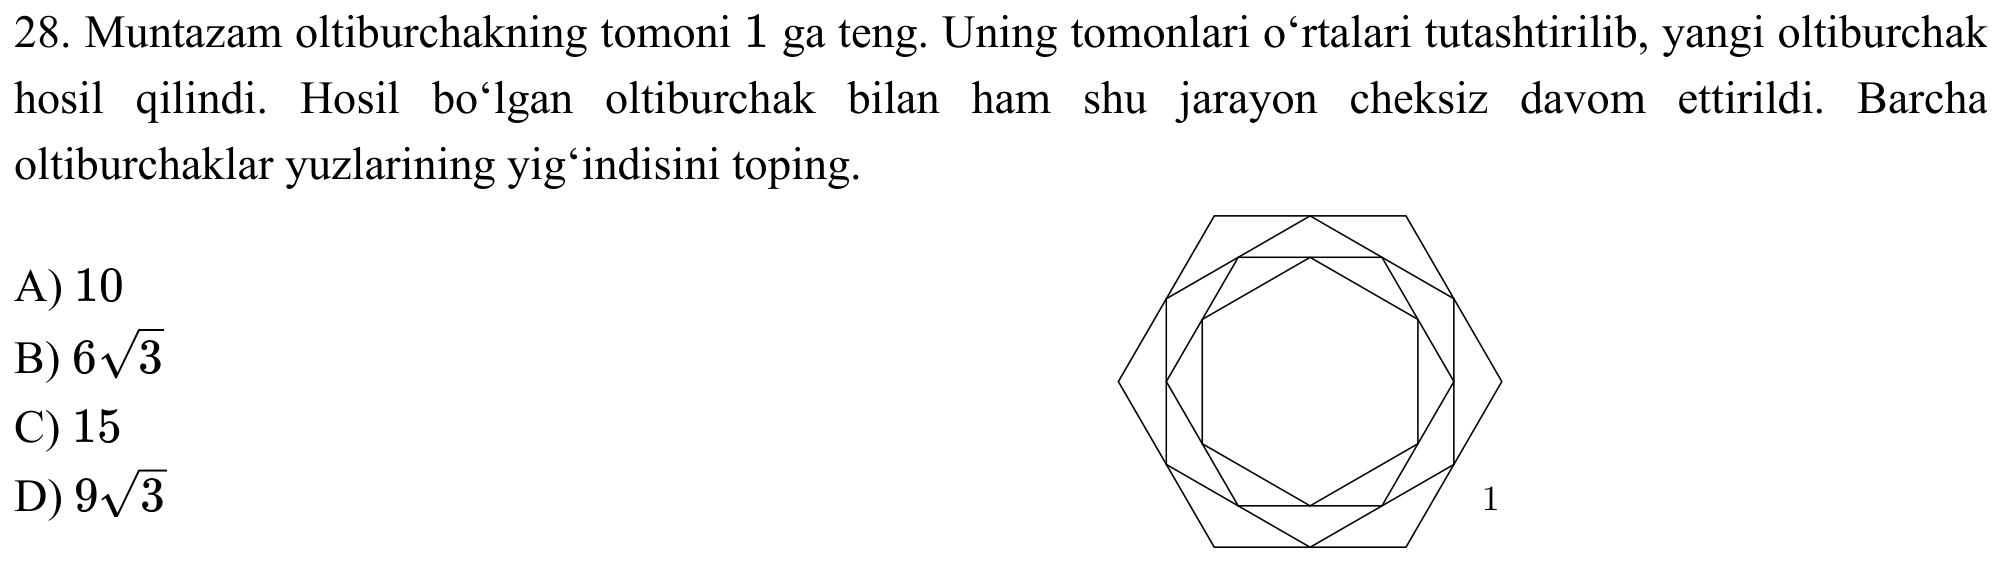 28. Muntazam oltiburchakning tomoni 1 ga teng. Uning tomonlari o‘rtalari tutashtirilib, yangi oltiburchak
hosil qilindi. Hosil bo‘lgan oltiburchak bilan ham shu jarayon cheksiz davom ettirildi. Barcha
oltiburchaklar yuzlarining yig‘indisini toping.
A) 10
B) 6√3
C) 15
D) 9√3
1